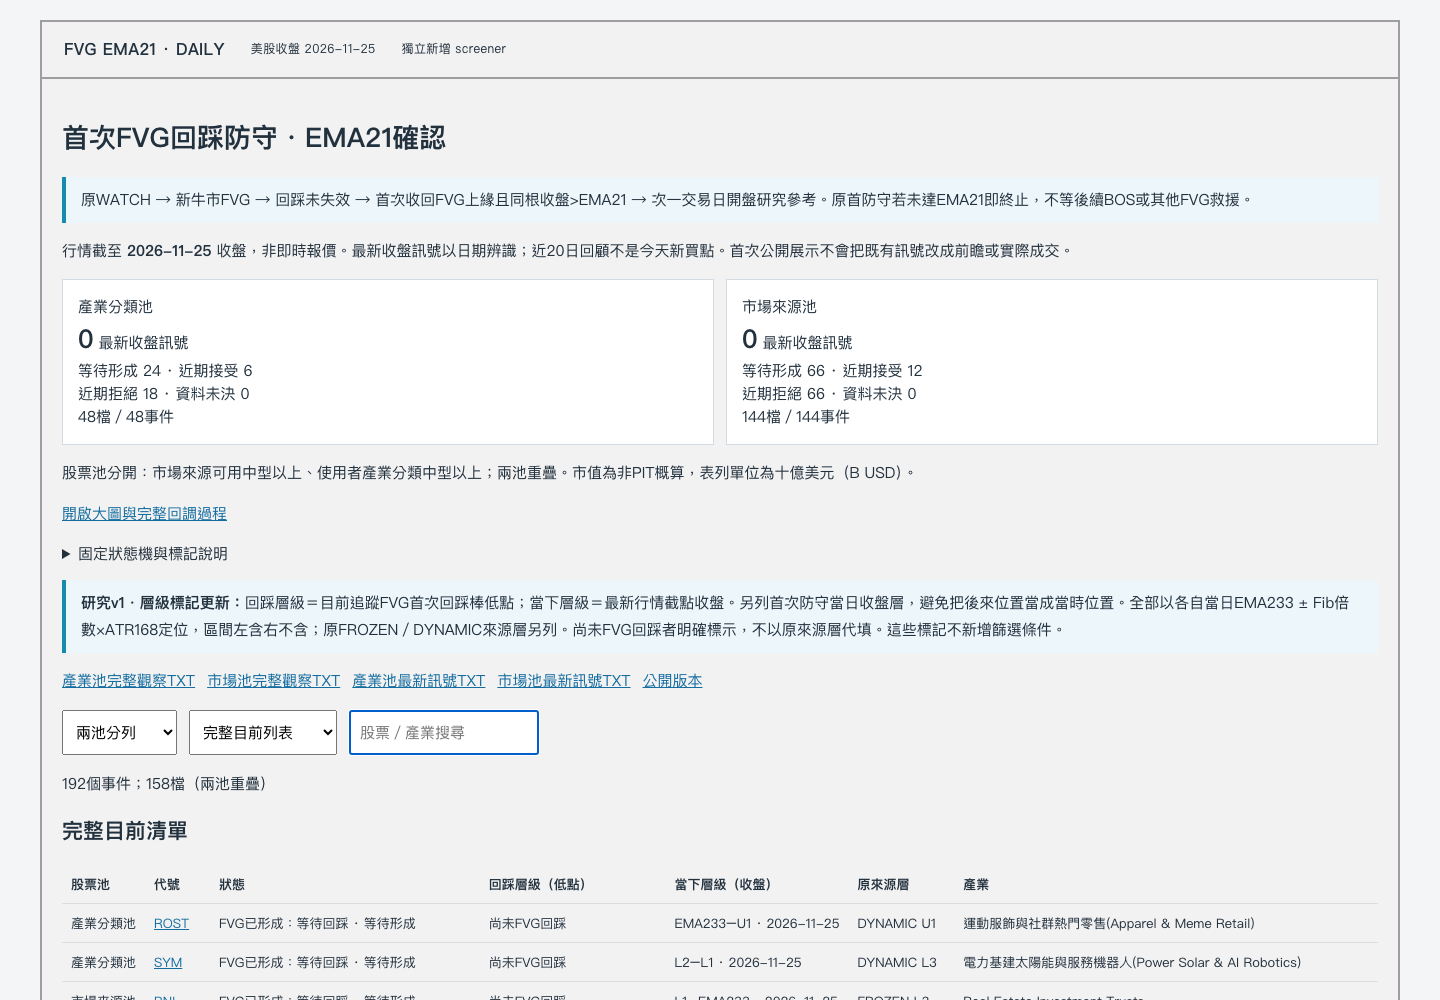 FVG EMA21 · DAILY 美股收盤 2026-11-25 獨立新增 screener
首次FVG回踩防守 · EMA21確認
原WATCH → 新牛市FVG → 回踩未失效 → 首次收回FVG上緣且同根收盤>EMA21 → 次一交易日開盤研究參考。原首防守若未達EMA21即終止，不等後續BOS或其他FVG救援。
行情截至 2026-11-25 收盤，非即時報價。最新收盤訊號以日期辨識；近20日回顧不是今天新買點。首次公開展示不會把既有訊號改成前瞻或實際成交。
產業分類池
0 最新收盤訊號
等待形成 24 · 近期接受 6
近期拒絕 18 · 資料未決 0
48檔 / 48事件
市場來源池
0 最新收盤訊號
等待形成 66 · 近期接受 12
近期拒絕 66 · 資料未決 0
144檔 / 144事件
股票池分開：市場來源可用中型以上、使用者產業分類中型以上；兩池重疊。市值為非PIT概算，表列單位為十億美元（B USD）。
開啟大圖與完整回調過程
▶ 固定狀態機與標記說明
研究v1 · 層級標記更新：回踩層級＝目前追蹤FVG首次回踩棒低點；當下層級＝最新行情截點收盤。另列首次防守當日收盤層，避免把後來位置當成當時位置。全部以各自當日EMA233 ± Fib倍
數×ATR168定位，區間左含右不含；原FROZEN / DYNAMIC來源層另列。尚未FVG回踩者明確標示，不以原來源層代填。這些標記不新增篩選條件。
產業池完整觀察TXT 市場池完整觀察TXT 產業池最新訊號TXT 市場池最新訊號TXT 公開版本
兩池分列 完整目前列表 股票 / 產業搜尋
192個事件；158檔（兩池重疊）
完整目前清單
股票池 代號 狀態 回踩層級（低點） 當下層級（收盤） 原來源層 產業
產業分類池 ROST FVG已形成：等待回踩 · 等待形成 尚未FVG回踩 EMA233—U1 · 2026-11-25 DYNAMIC U1 運動服飾與社群熱門零售(Apparel & Meme Retail)
產業分類池 SYM FVG已形成：等待回踩 · 等待形成 尚未FVG回踩 L2—L1 · 2026-11-25 DYNAMIC L3 電力基建太陽能與服務機器人(Power Solar & AI Robotics)